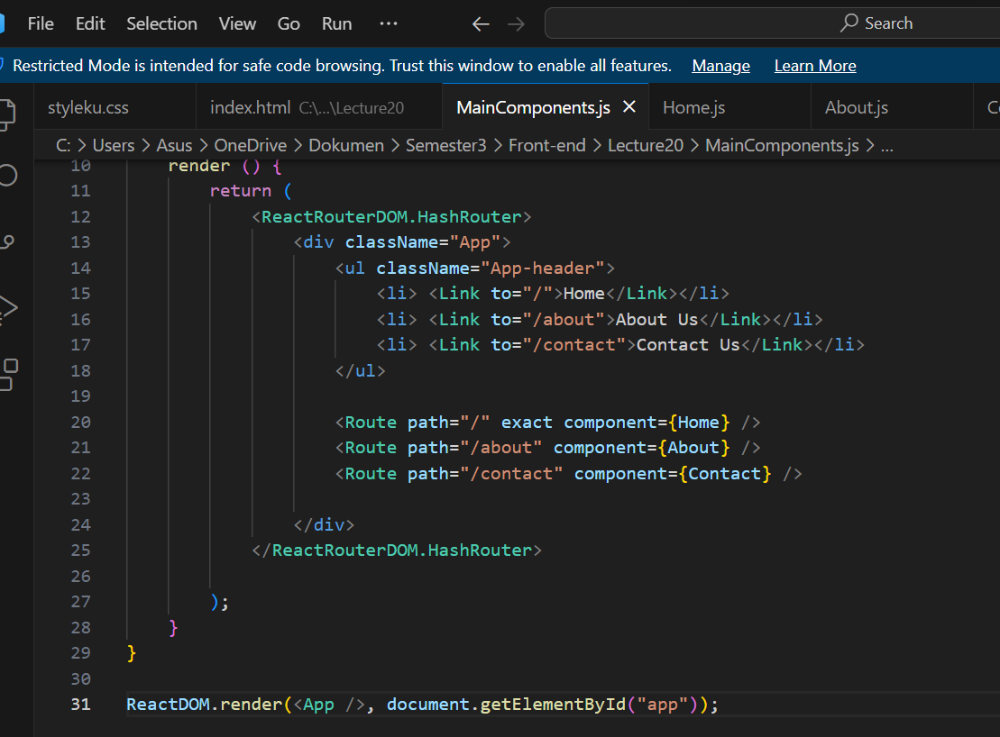 File Edit Selection View Go Run ··· ← → Search
Restricted Mode is intended for safe code browsing. Trust this window to enable all features. Manage Learn More
styleku.css index.html C:\...\Lecture20 MainComponents.js × Home.js About.js
C: > Users > Asus > OneDrive > Dokumen > Semester3 > Front-end > Lecture20 > MainComponents.js > ...
10 render () {
11 return (
12 <ReactRouterDOM.HashRouter>
13 <div className="App">
14 <ul className="App-header">
15 <li> <Link to="/">Home</Link></li>
16 <li> <Link to="/about">About Us</Link></li>
17 <li> <Link to="/contact">Contact Us</Link></li>
18 </ul>
19
20 <Route path="/" exact component={Home} />
21 <Route path="/about" component={About} />
22 <Route path="/contact" component={Contact} />
23
24 </div>
25 </ReactRouterDOM.HashRouter>
26
27 );
28 }
29 }
30
31 ReactDOM.render(<App />, document.getElementById("app"));